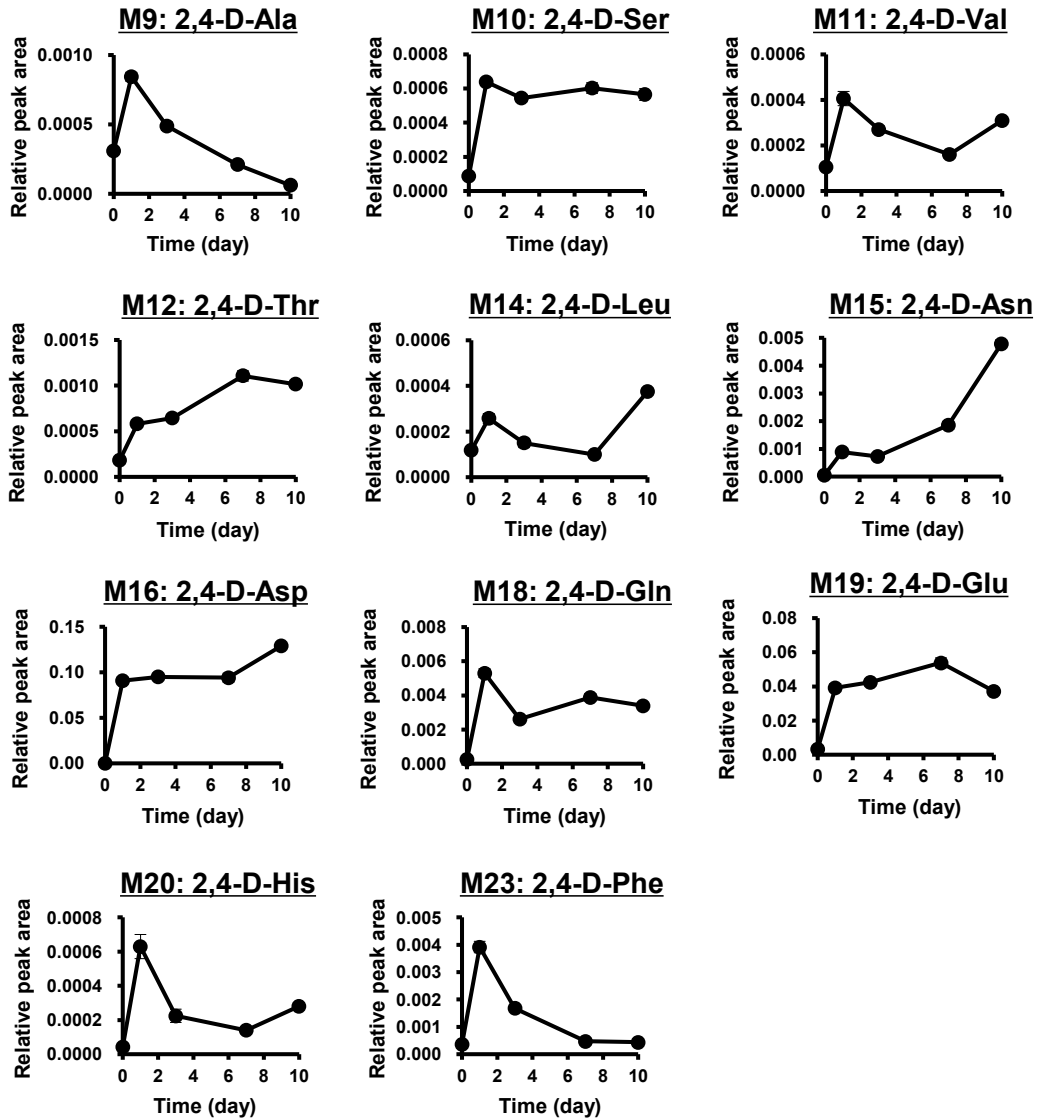 M9: 2,4-D-Ala
Relative peak area
0.0010
0.0005
0.0000
0 2 4 6 8 10
Time (day)
M10: 2,4-D-Ser
Relative peak area
0.0008
0.0006
0.0004
0.0002
0.0000
0 2 4 6 8 10
Time (day)
M11: 2,4-D-Val
Relative peak area
0.0006
0.0004
0.0002
0.0000
0 2 4 6 8 10
Time (day)
M12: 2,4-D-Thr
Relative peak area
0.0015
0.0010
0.0005
0.0000
0 2 4 6 8 10
Time (day)
M14: 2,4-D-Leu
Relative peak area
0.0006
0.0004
0.0002
0.0000
0 2 4 6 8 10
Time (day)
M15: 2,4-D-Asn
Relative peak area
0.005
0.004
0.003
0.002
0.001
0.000
0 2 4 6 8 10
Time (day)
M16: 2,4-D-Asp
Relative peak area
0.15
0.10
0.05
0.00
0 2 4 6 8 10
Time (day)
M18: 2,4-D-Gln
Relative peak area
0.008
0.006
0.004
0.002
0.000
0 2 4 6 8 10
Time (day)
M19: 2,4-D-Glu
Relative peak area
0.08
0.06
0.04
0.02
0.00
0 2 4 6 8 10
Time (day)
M20: 2,4-D-His
Relative peak area
0.0008
0.0006
0.0004
0.0002
0.0000
0 2 4 6 8 10
Time (day)
M23: 2,4-D-Phe
Relative peak area
0.005
0.004
0.003
0.002
0.001
0.000
0 2 4 6 8 10
Time (day)